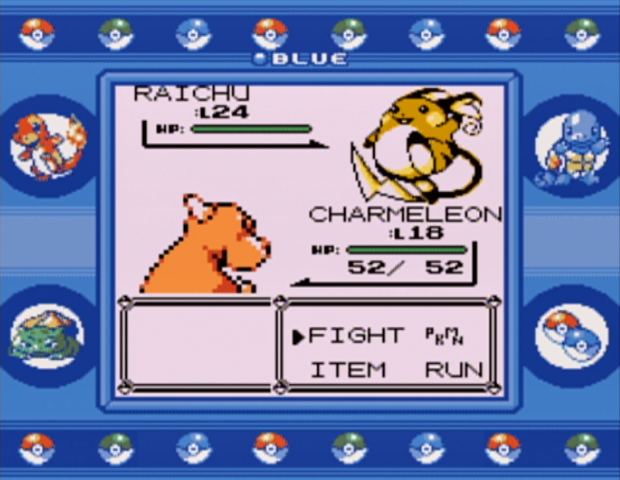 BLUE
RAICHU
:L24
HP:
CHARMELEON
:L18
HP:
52/ 52
FIGHT PKMN
ITEM RUN